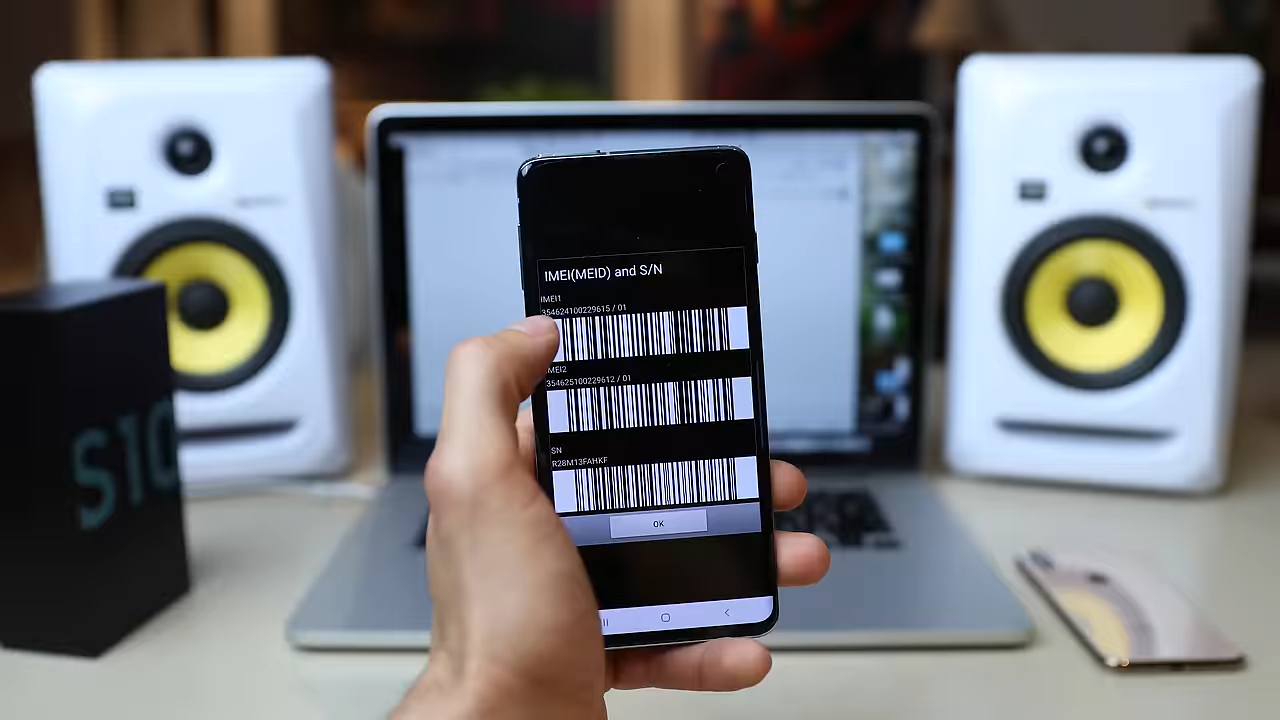 IMEI(MEID) and S/N
IMEI1
354624100229615 / 01
IMEI2
354625100229612 / 01
SN
R28M13FAHKF
OK
S10